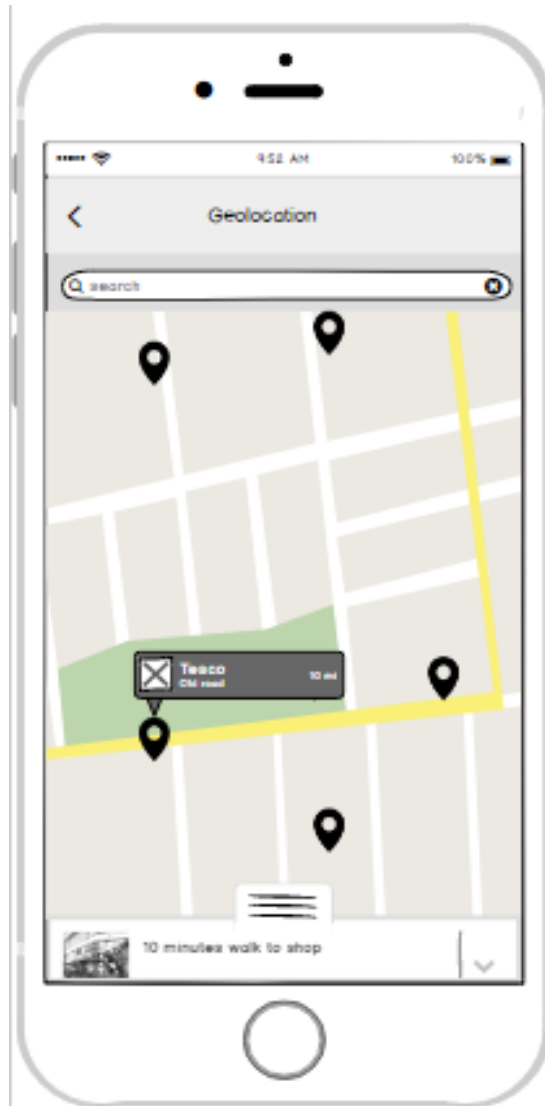 9:52 AM
100%
Geolocation
search
Tesco
Old road
10 mi
10 minutes walk to shop